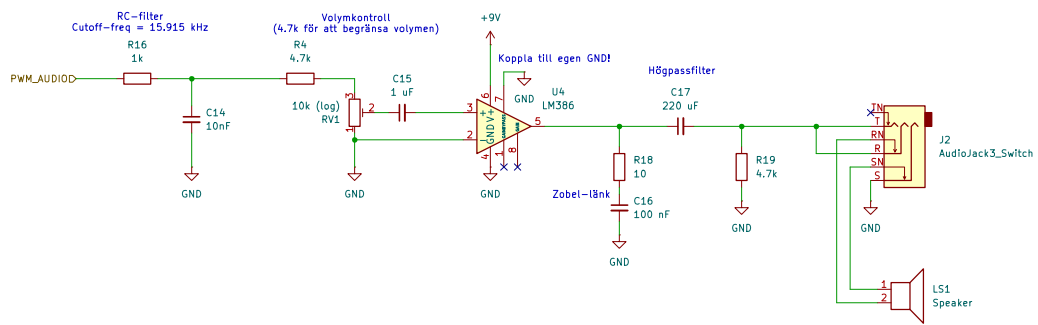 RC-filter
Cutoff-freq = 15.915 kHz
R16
1k
PWM_AUDIO
C14
10nF
GND
Volymkontroll
(4.7k för att begränsa volymen)
R4
4.7k
10k (log)
RV1
3
2
1
GND
C15
1 uF
+9V
Koppla till egen GND!
GND
U4
LM386
6
7
3
2
5
4
1
8
+
V+
GND
BYPASS
GAIN
GND
R18
10
Zobel-länk
C16
100 nF
GND
Högpassfilter
C17
220 uF
R19
4.7k
GND
TN
T
RN
R
SN
S
J2
AudioJack3_Switch
GND
1
2
LS1
Speaker